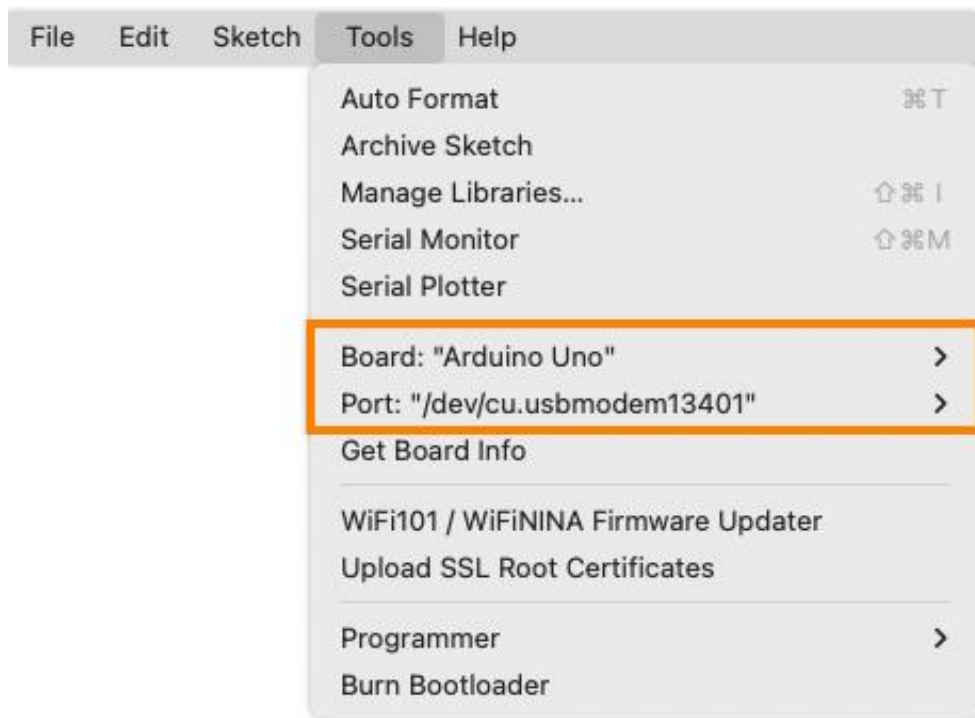 File Edit Sketch Tools Help
Auto Format ⌘T
Archive Sketch
Manage Libraries... ⇧⌘I
Serial Monitor ⇧⌘M
Serial Plotter
Board: "Arduino Uno" >
Port: "/dev/cu.usbmodem13401" >
Get Board Info
WiFi101 / WiFiNINA Firmware Updater
Upload SSL Root Certificates
Programmer >
Burn Bootloader